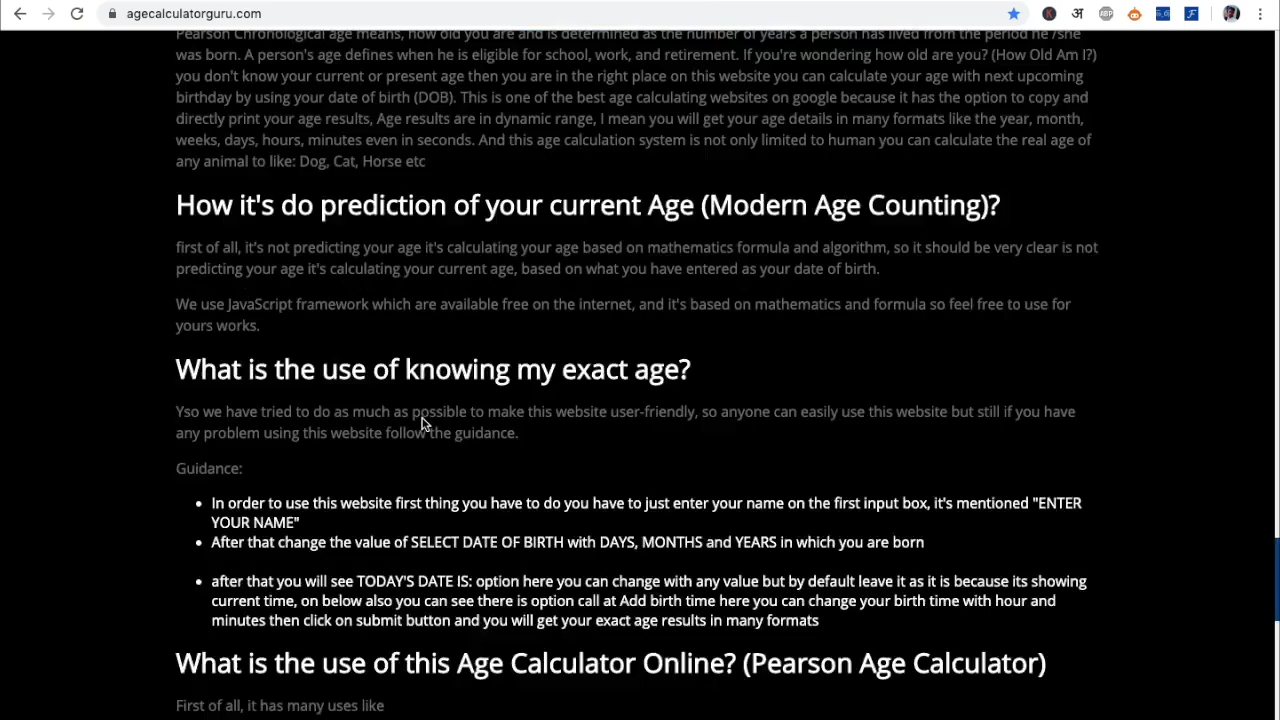 agecalculatorguru.com
Pearson Chronological age means, how old you are and is determined as the number of years a person has lived from the period he /she
was born. A person's age defines when he is eligible for school, work, and retirement. If you're wondering how old are you? (How Old Am I?)
you don't know your current or present age then you are in the right place on this website you can calculate your age with next upcoming
birthday by using your date of birth (DOB). This is one of the best age calculating websites on google because it has the option to copy and
directly print your age results, Age results are in dynamic range, I mean you will get your age details in many formats like the year, month,
weeks, days, hours, minutes even in seconds. And this age calculation system is not only limited to human you can calculate the real age of
any animal to like: Dog, Cat, Horse etc
How it's do prediction of your current Age (Modern Age Counting)?
first of all, it's not predicting your age it's calculating your age based on mathematics formula and algorithm, so it should be very clear is not
predicting your age it's calculating your current age, based on what you have entered as your date of birth.
We use JavaScript framework which are available free on the internet, and it's based on mathematics and formula so feel free to use for
yours works.
What is the use of knowing my exact age?
Yso we have tried to do as much as possible to make this website user-friendly, so anyone can easily use this website but still if you have
any problem using this website follow the guidance.
Guidance:
• In order to use this website first thing you have to do you have to just enter your name on the first input box, it's mentioned "ENTER
YOUR NAME"
• After that change the value of SELECT DATE OF BIRTH with DAYS, MONTHS and YEARS in which you are born
• after that you will see TODAY'S DATE IS: option here you can change with any value but by default leave it as it is because its showing
current time, on below also you can see there is option call at Add birth time here you can change your birth time with hour and
minutes then click on submit button and you will get your exact age results in many formats
What is the use of this Age Calculator Online? (Pearson Age Calculator)
First of all, it has many uses like